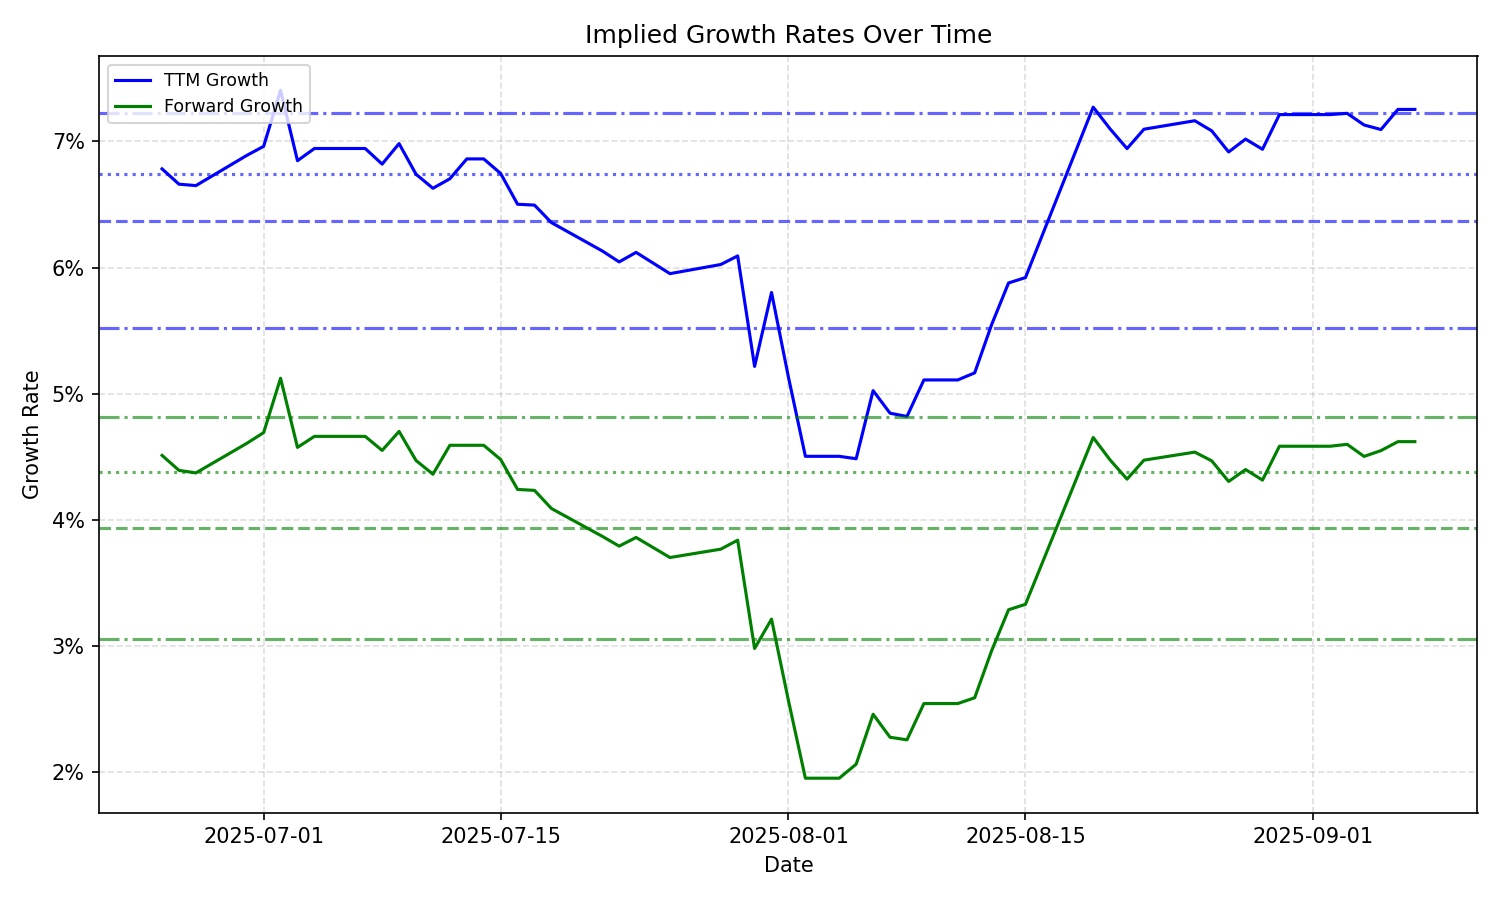 Implied Growth Rates Over Time
TTM Growth
Forward Growth
7%
6%
5%
4%
3%
2%
Growth Rate
2025-07-01
2025-07-15
2025-08-01
2025-08-15
2025-09-01
Date